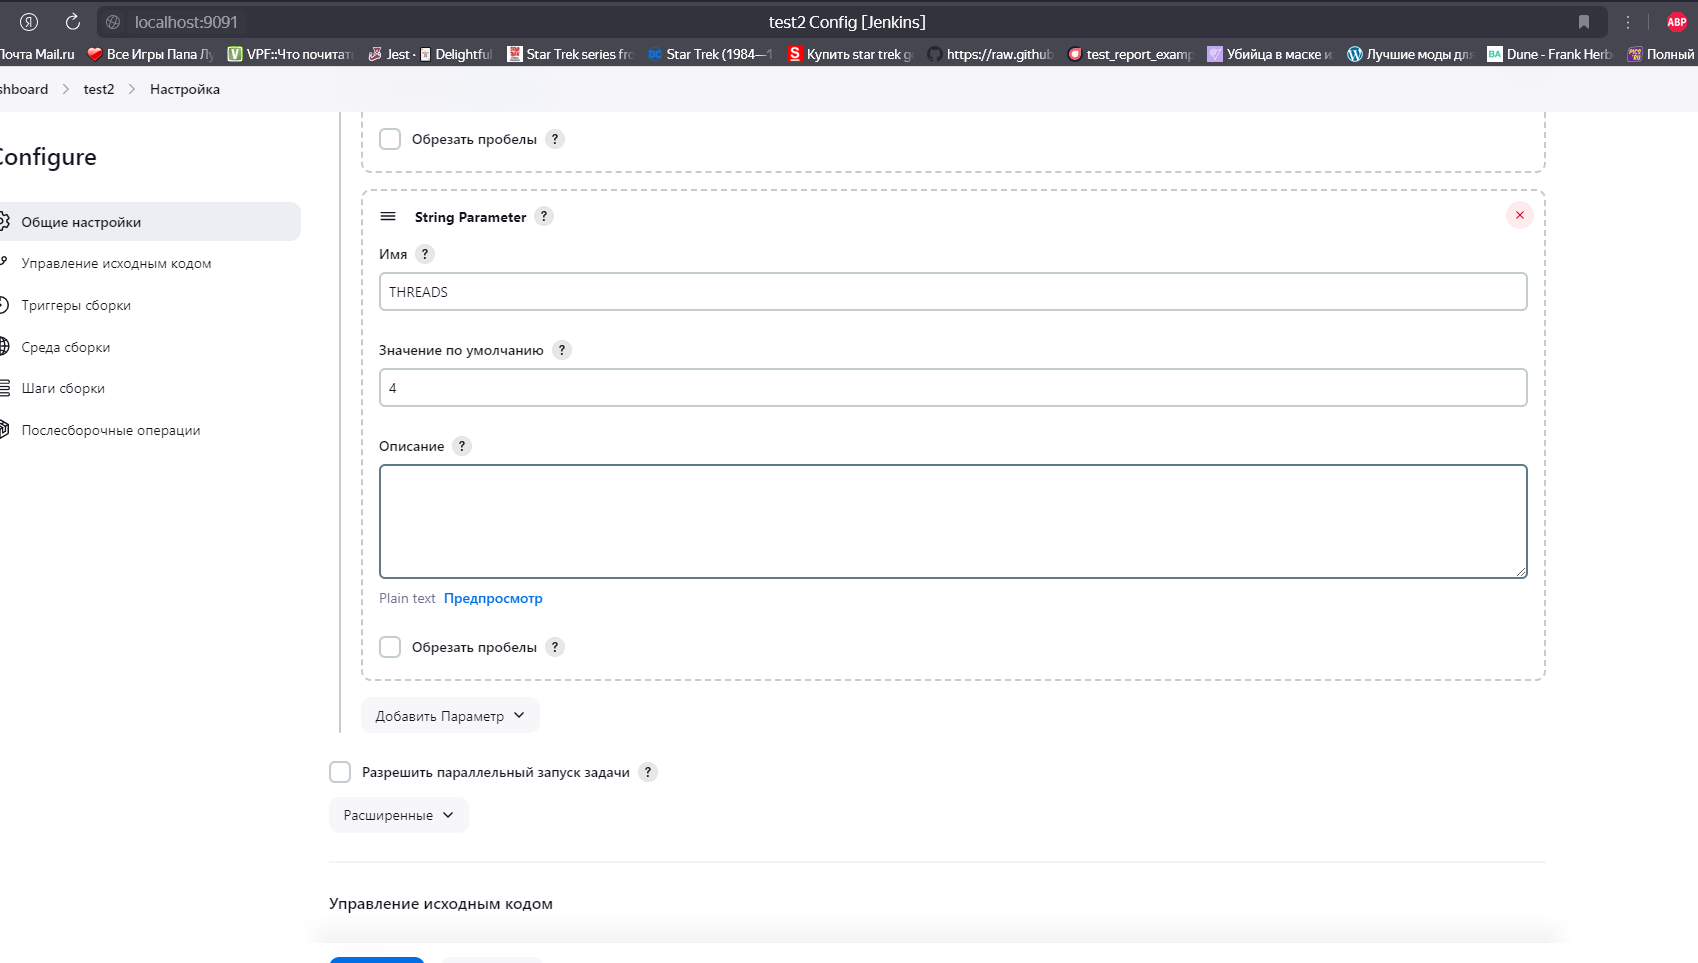 localhost:9091
test2 Config [Jenkins]
ABP
Почта Mail.ru
Все Игры Папа Лу
VPF::Что почитат
Jest · 
Delightful
Star Trek series fro
Star Trek (1984—1
Купить star trek g
https://raw.github
test_report_examp
Убийца в маске и
Лучшие моды для
Dune - Frank Herb
Полный
shboard
test2
Настройка
Configure
Общие настройки
Управление исходным кодом
Триггеры сборки
Среда сборки
Шаги сборки
Послесборочные операции
Обрезать пробелы ?
String Parameter ?
Имя ?
THREADS
Значение по умолчанию ?
4
Описание ?
Plain text Предпросмотр
Обрезать пробелы ?
Добавить Параметр
Разрешить параллельный запуск задачи ?
Расширенные
Управление исходным кодом